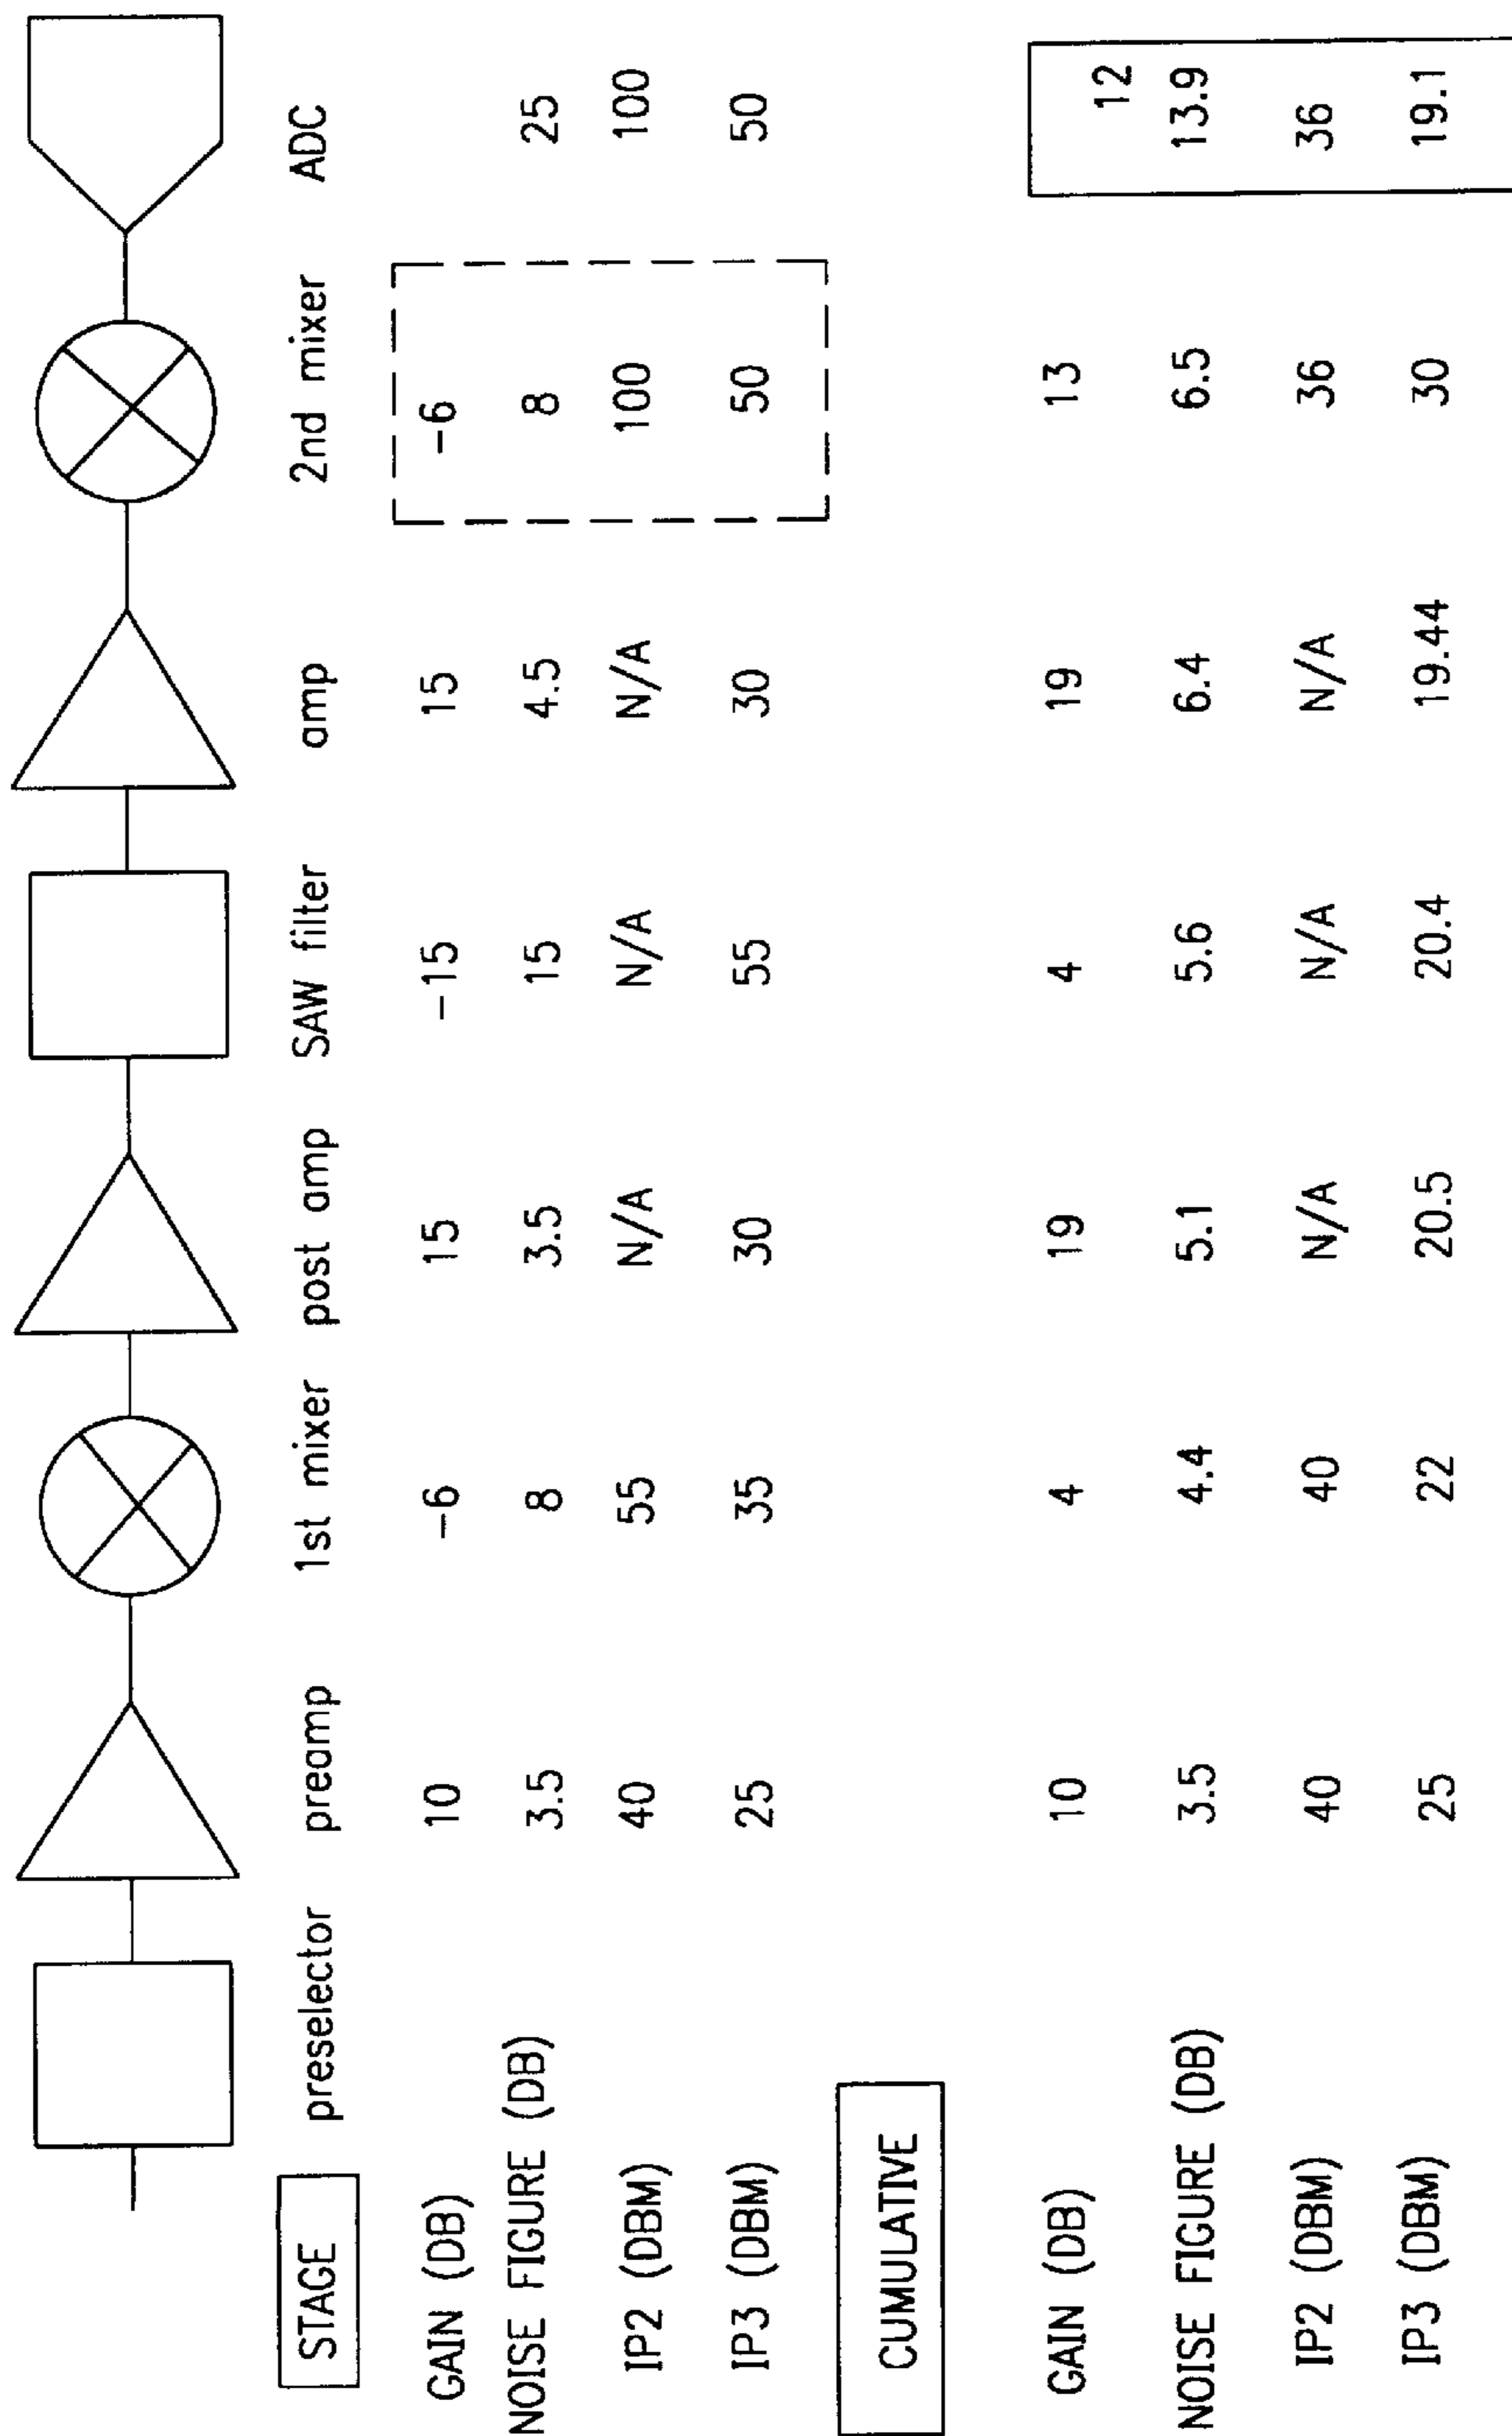 STAGE preselector preamp 1st mixer post amp SAW filter amp 2nd mixer ADC
GAIN (DB) 10 -6 15 -15 15 -6
NOISE FIGURE (DB) 3.5 8 3.5 15 4.5 8 25
IP2 (DBM) 40 55 N/A N/A N/A 100 100
IP3 (DBM) 25 35 30 55 30 50 50
CUMULATIVE
GAIN (DB) 10 4 19 4 19 13 12
NOISE FIGURE (DB) 3.5 4.4 5.1 5.6 6.4 6.5 13.9
IP2 (DBM) 40 40 N/A N/A N/A 36 36
IP3 (DBM) 25 22 20.5 20.4 19.44 30 19.1